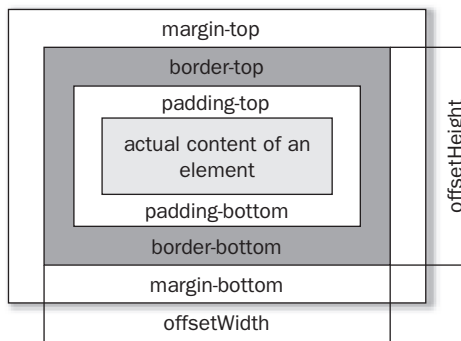 margin-top
border-top
padding-top
actual content of an
element
padding-bottom
border-bottom
margin-bottom
offsetWidth
offsetHeight